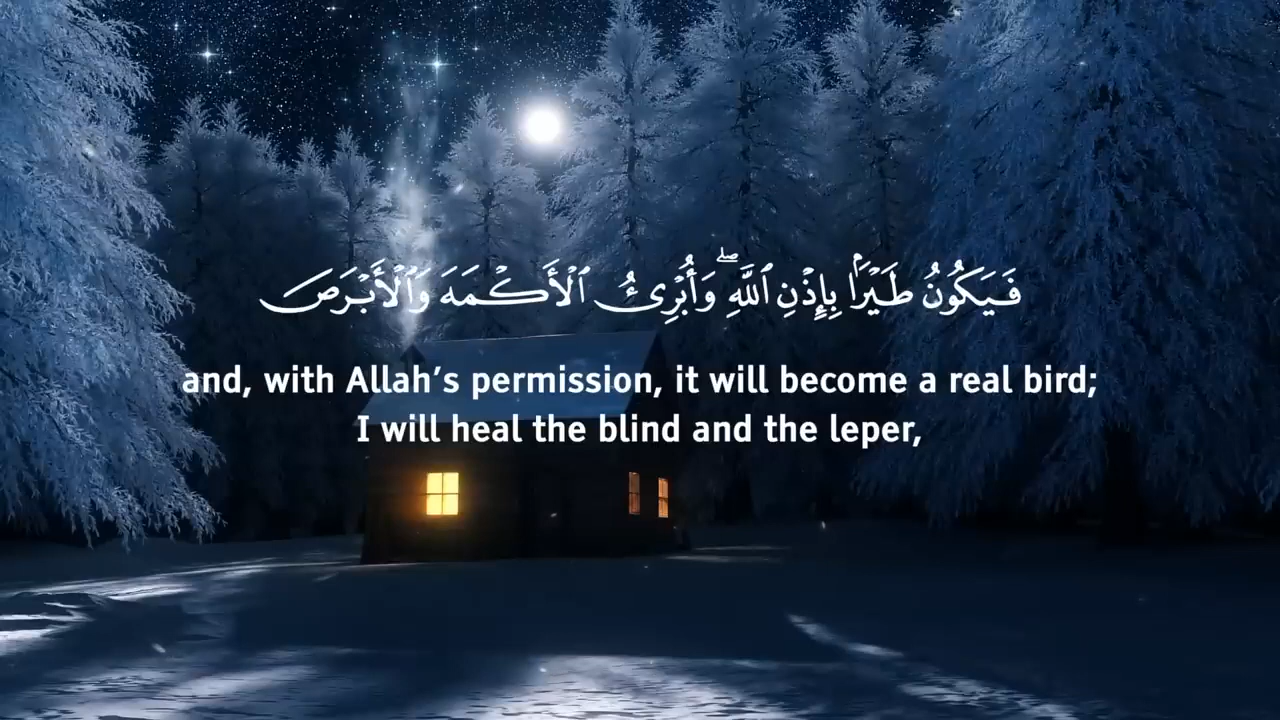 فَيَكُونُ طَيْرًۢا بِإِذْنِ ٱللَّهِۖ وَأُبْرِئُ ٱلْأَكْمَهَ وَٱلْأَبْرَصَ
and, with Allah’s permission, it will become a real bird;
I will heal the blind and the leper,